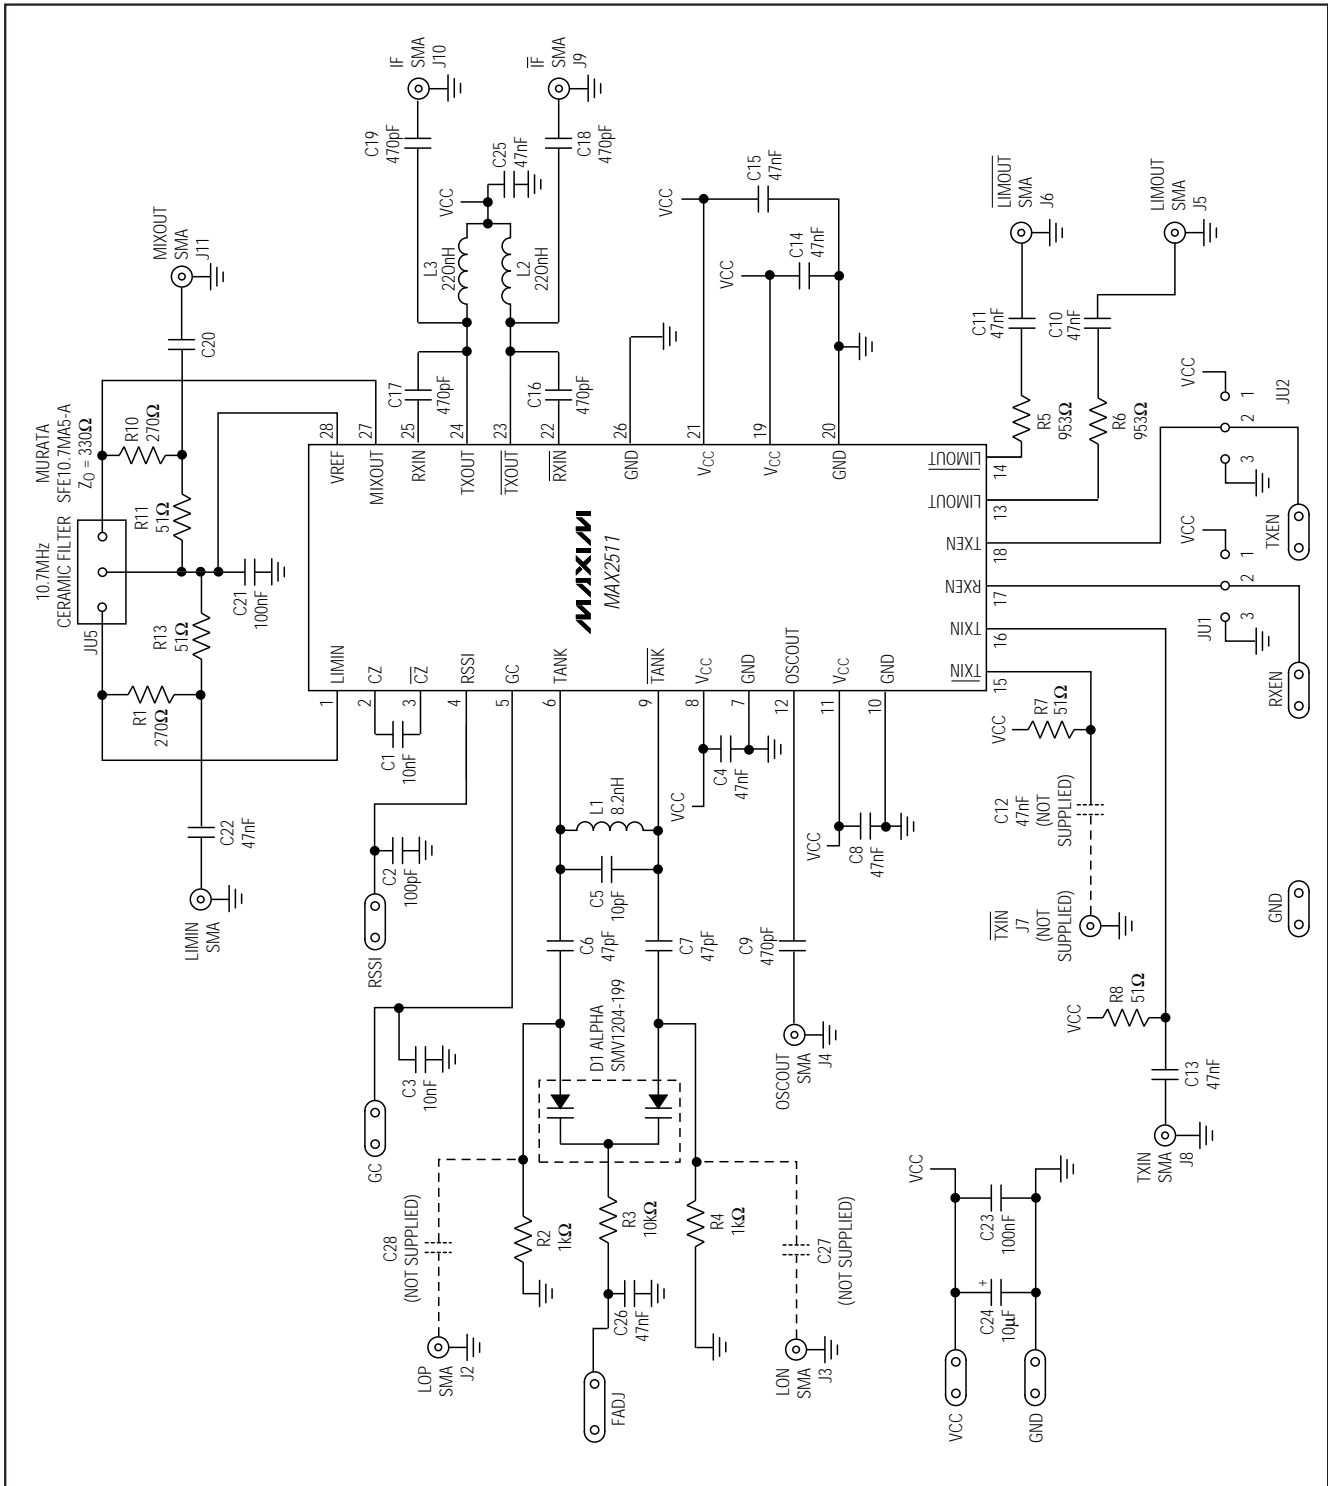 IF
SMA
J10
IF
SMA
J9
C19
470pF
C25
47nF
C18
470pF
VCC
MIXOUT
SMA
J11
L3
220nH
L2
220nH
VCC
C15
47nF
VCC
C14
47nF
LIMOUT
SMA
J6
LIMOUT
SMA
J5
C20
C17
470pF
C16
470pF
C11
47nF
C10
47nF
MURATA
SFE10.7MA5-A
Z0 = 330Ω
R10
270Ω
R11
51Ω
10.7MHz
CERAMIC FILTER
JU5
R13
51Ω
C21
100nF
R1
270Ω
R5
953Ω
R6
953Ω
VCC
1
2
3
JU2
VCC
1
2
3
JU1
TXEN
RXEN
28
27
25
24
23
22
26
21
19
20
VREF
MIXOUT
RXIN
TXOUT
TXOUT
RXIN
GND
VCC
VCC
GND
MAXIM
MAX2511
LIMOUT
14
LIMOUT
13
TXEN
18
RXEN
17
TXIN
16
TXIN
15
LIMIN
CZ
CZ
RSSI
GC
TANK
TANK
VCC
GND
OSCOUT
VCC
GND
1
2
3
4
5
6
9
8
7
12
11
10
C22
47nF
LIMIN
SMA
C1
10nF
C2
100pF
RSSI
C3
10nF
GC
L1
8.2nH
C5
10pF
C6
47pF
C7
47pF
VCC
C4
47nF
VCC
C8
47nF
C9
470pF
OSCOUT
SMA
J4
D1 ALPHA
SMV1204-199
VCC
R7
51Ω
C12
47nF
(NOT
SUPPLIED)
TXIN
J7
(NOT
SUPPLIED)
GND
VCC
R8
51Ω
C13
47nF
TXIN
SMA
J8
C28
(NOT SUPPLIED)
LOP
SMA
J2
R2
1kΩ
R3
10kΩ
R4
1kΩ
C26
47nF
FADJ
C27
(NOT SUPPLIED)
LON
SMA
J3
VCC
C23
100nF
C24
+
10µF
VCC
GND